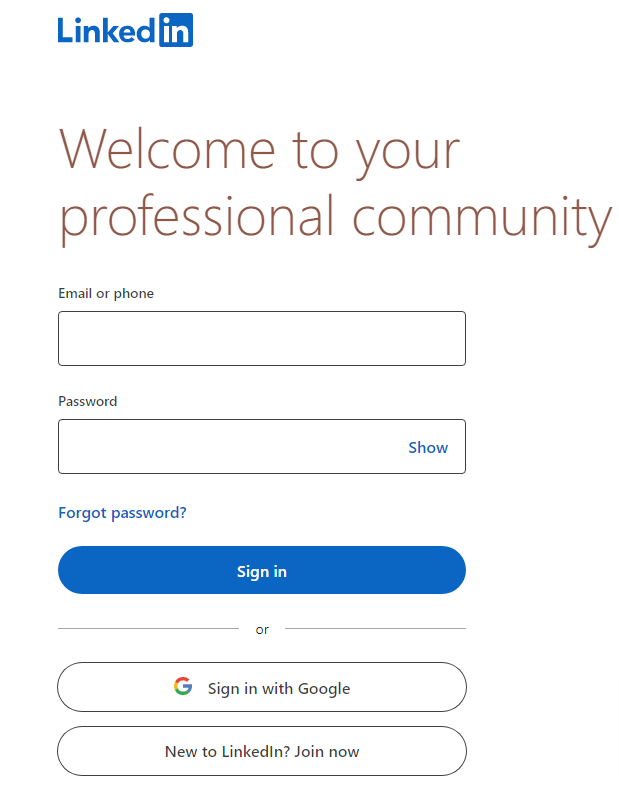 Linkedin
Welcome to your
professional community
Email or phone
Password
Show
Forgot password?
Sign in
or
Sign in with Google
New to LinkedIn? Join now